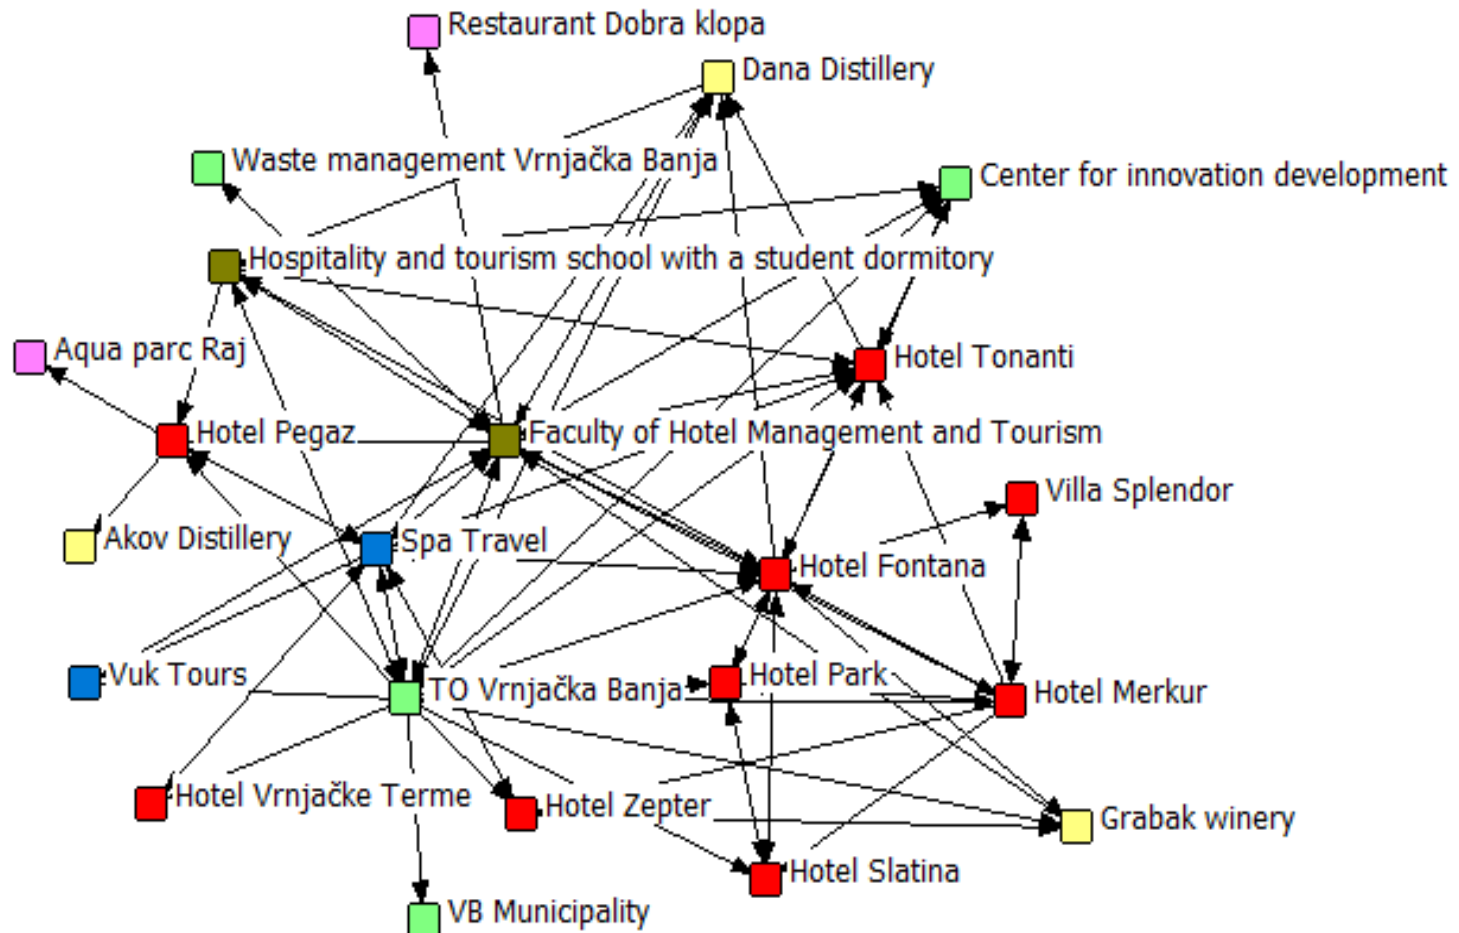 Restaurant Dobra klopa
Dana Distillery
Waste management Vrnjačka Banja
Center for innovation development
Hospitality and tourism school with a student dormitory
Aqua parc Raj
Hotel Tonanti
Hotel Pegaz
Faculty of Hotel Management and Tourism
Villa Splendor
Akov Distillery
Spa Travel
Hotel Fontana
Vuk Tours
TO Vrnjačka Banja
Hotel Park
Hotel Merkur
Hotel Vrnjačke Terme
Hotel Zepter
Grabak winery
Hotel Slatina
VB Municipality